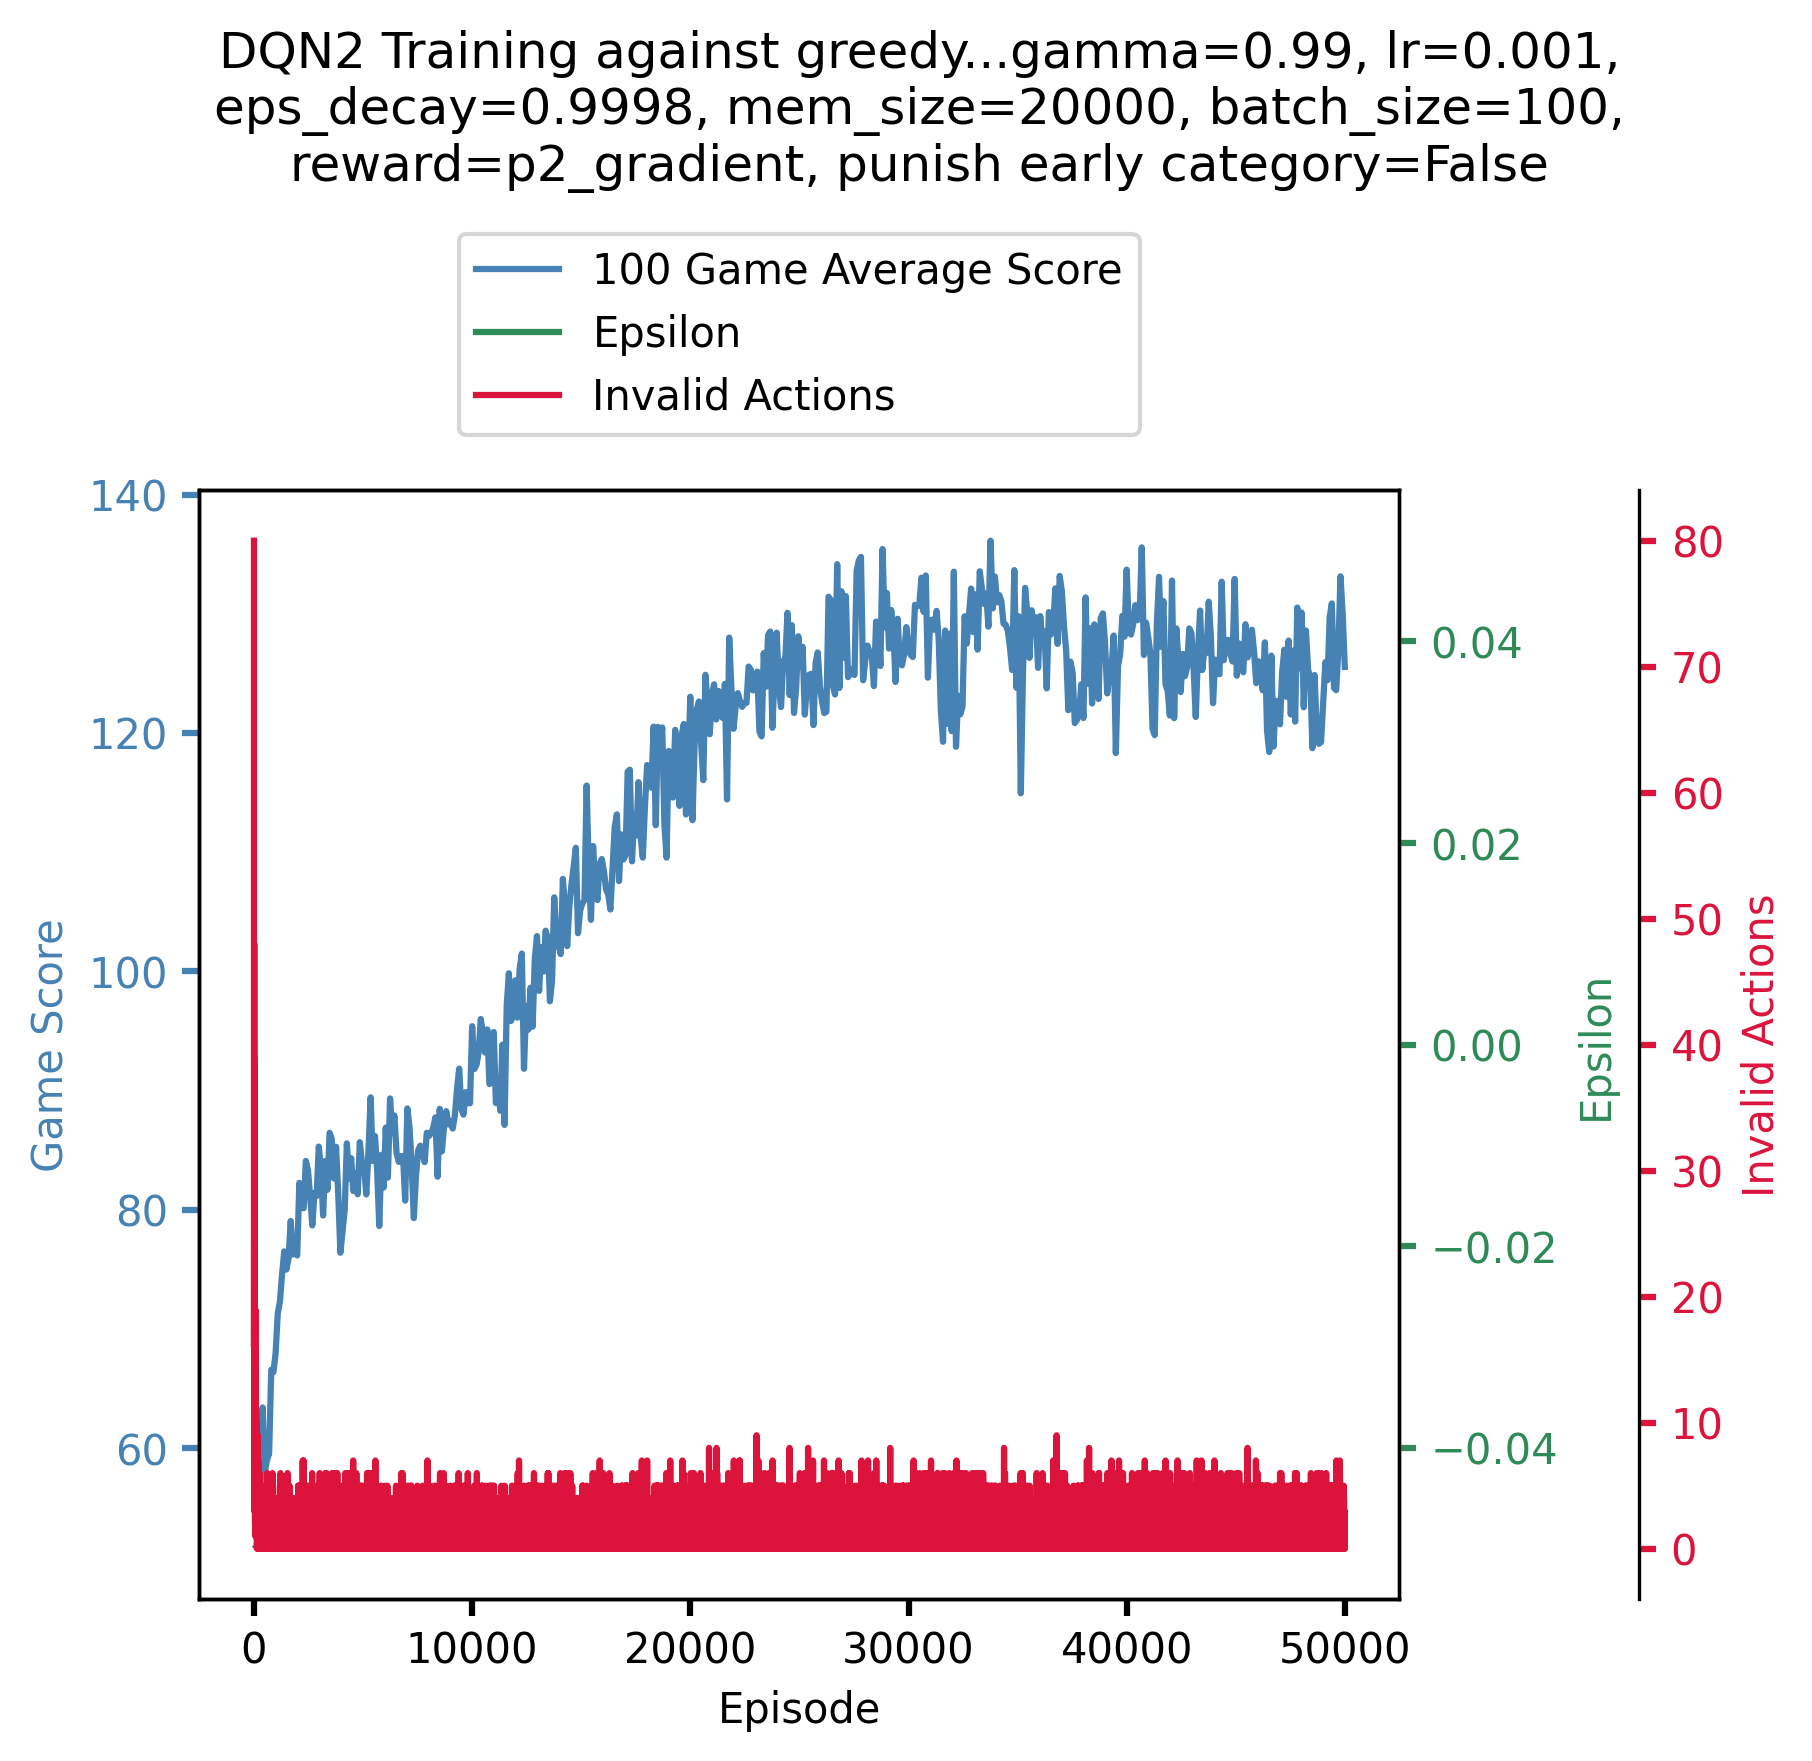 DQN2 Training against greedy...gamma=0.99, lr=0.001,
eps_decay=0.9998, mem_size=20000, batch_size=100,
reward=p2_gradient, punish early category=False
100 Game Average Score
Epsilon
Invalid Actions
140
120
100
80
60
Game Score
0.04
0.02
0.00
−0.02
−0.04
Epsilon
80
70
60
50
40
30
20
10
0
Invalid Actions
0
10000
20000
30000
40000
50000
Episode